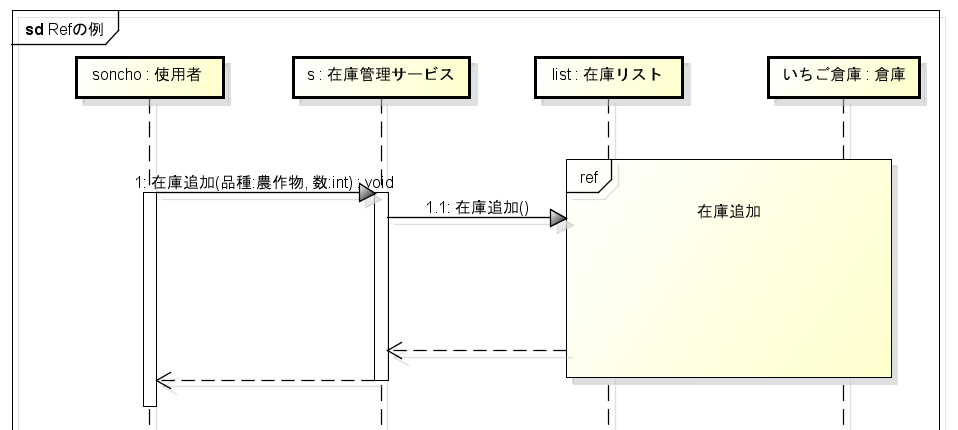 sd Refの例
soncho : 使用者
s : 在庫管理サービス
list : 在庫リスト
いちご倉庫 : 倉庫
1: 在庫追加(品種:農作物, 数:int) : void
ref
1.1: 在庫追加()
在庫追加